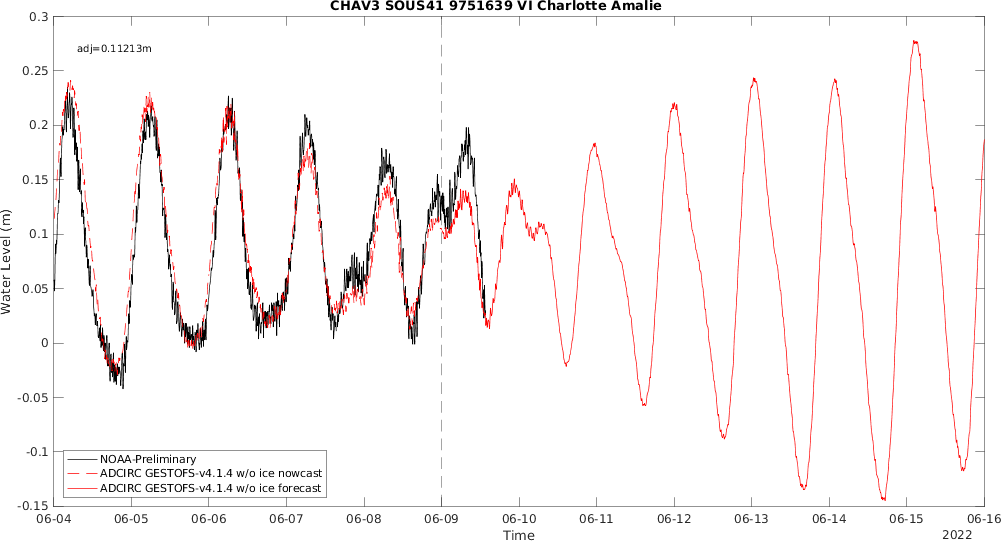 CHAV3 SOUS41 9751639 VI Charlotte Amalie
adj=0.11213m
0.3
0.25
0.2
0.15
0.1
0.05
0
-0.05
-0.1
-0.15
Water Level (m)
NOAA-Preliminary
ADCIRC GESTOFS-v4.1.4 w/o ice nowcast
ADCIRC GESTOFS-v4.1.4 w/o ice forecast
06-04 06-05 06-06 06-07 06-08 06-09 06-10 06-11 06-12 06-13 06-14 06-15 06-16
Time
2022